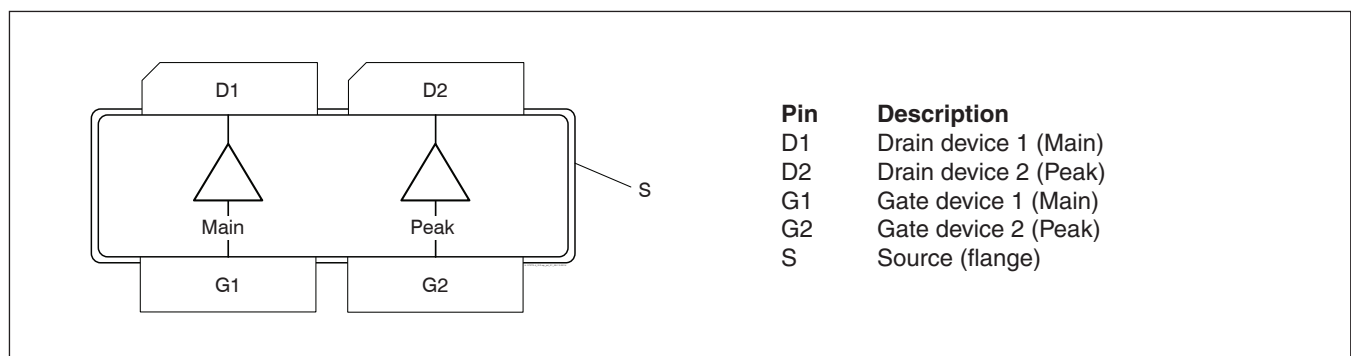 D1 D2
Main Peak
G1 G2
S
Pin Description
D1 Drain device 1 (Main)
D2 Drain device 2 (Peak)
G1 Gate device 1 (Main)
G2 Gate device 2 (Peak)
S Source (flange)